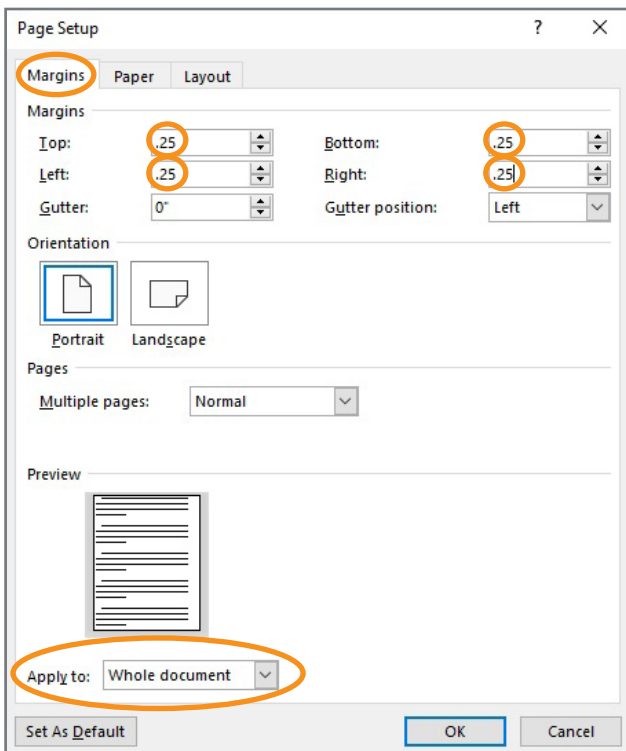 Page Setup ? ×
Margins Paper Layout
Margins
Top: .25 Bottom: .25
Left: .25 Right: .25
Gutter: 0" Gutter position: Left
Orientation
Portrait Landscape
Pages
Multiple pages: Normal
Preview
Apply to: Whole document
Set As Default OK Cancel